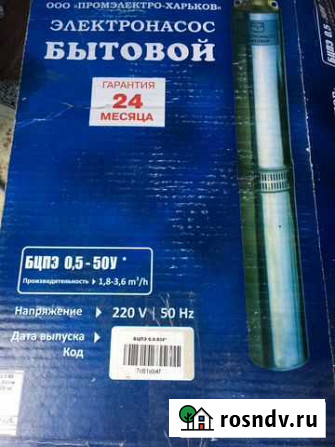 ООО «ПРОМЭЛЕКТРО-ХАРЬКОВ»
ЭЛЕКТРОНАСОС
БЫТОВОЙ
ГАРАНТИЯ
24
МЕСЯЦА
БЦПЭ 0,5 - 50У *
Производительность 1,8-3,6 m³/h
Напряжение 220 V 50 Hz
Дата выпуска
Код
rosndv.ru